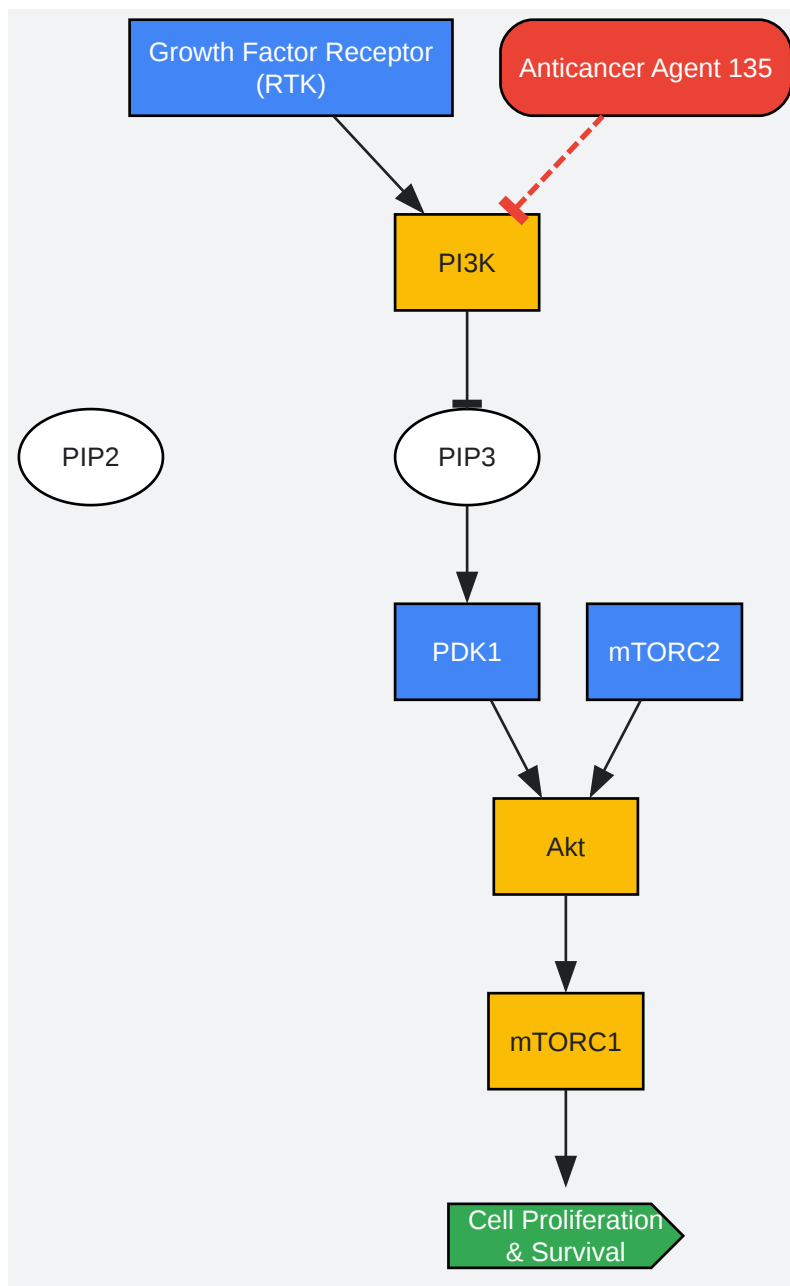 Growth Factor Receptor
(RTK)
Anticancer Agent 135
PI3K
PIP2
PIP3
PDK1
mTORC2
Akt
mTORC1
Cell Proliferation
& Survival